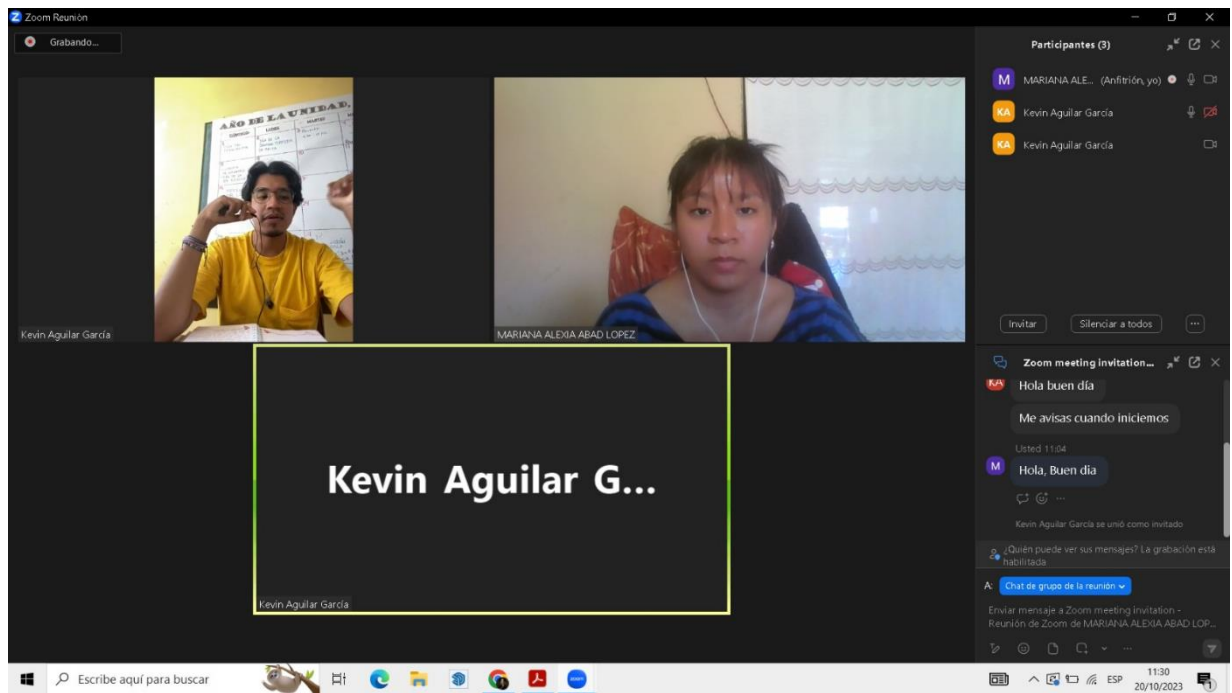 Zoom Reunión
Grabando...
AÑO DE LA UNIDAD,
Kevin Aguilar García
MARIANA ALEXIA ABAD LOPEZ
Kevin Aguilar G...
Kevin Aguilar García
Participantes (3)
M MARIANA ALE... (Anfitrión, yo)
KA Kevin Aguilar García
KA Kevin Aguilar García
Invitar
Silenciar a todos
Zoom meeting invitation...
KA
Hola buen día
Me avisas cuando iniciemos
Usted 11:04
M Hola, Buen dia
Kevin Aguilar García se unió como invitado
¿Quién puede ver sus mensajes? La grabación está
habilitada
A: Chat de grupo de la reunión
Enviar mensaje a Zoom meeting invitation -
Reunión de Zoom de MARIANA ALEXIA ABAD LOP...
Escribe aquí para buscar
ESP
11:30
20/10/2023